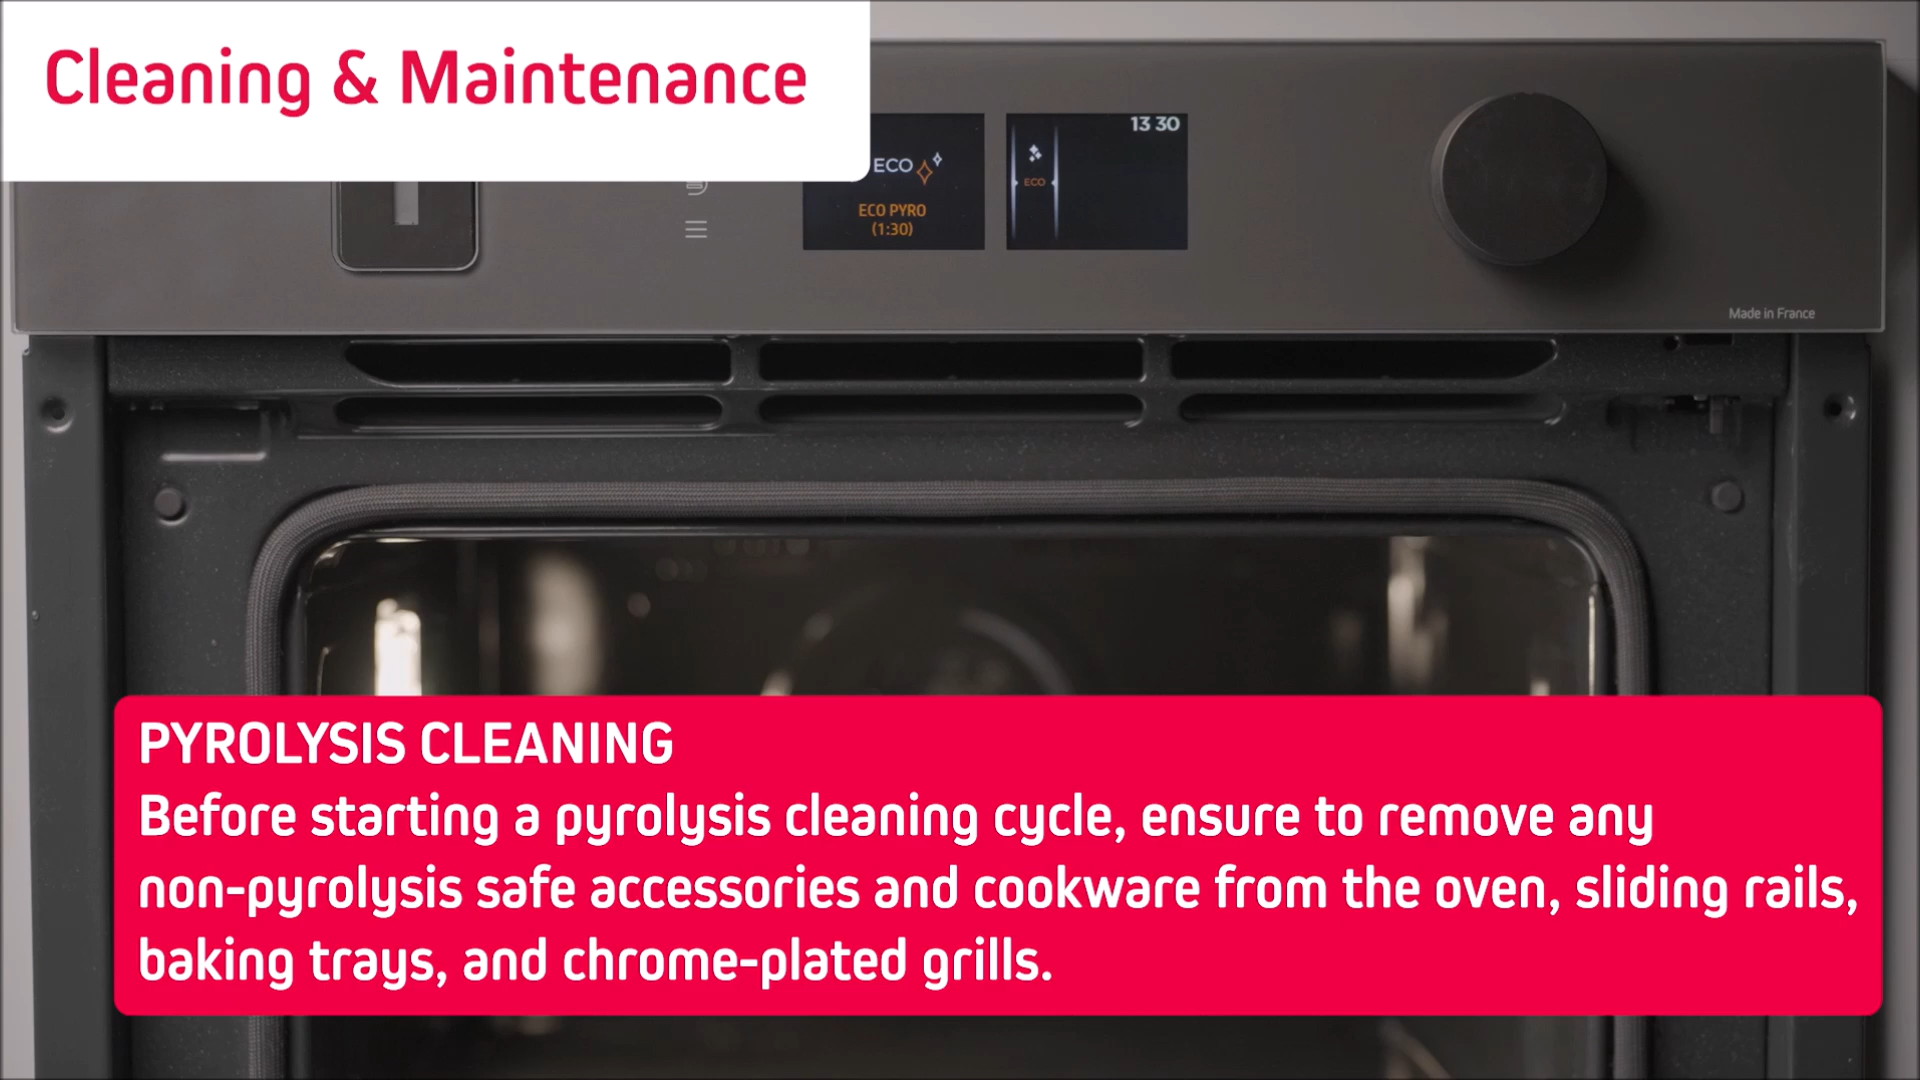 Cleaning & Maintenance
13 30
ECO
ECO
ECO PYRO
(1:30)
Made in France
PYROLYSIS CLEANING
Before starting a pyrolysis cleaning cycle, ensure to remove any
non-pyrolysis safe accessories and cookware from the oven, sliding rails,
baking trays, and chrome-plated grills.